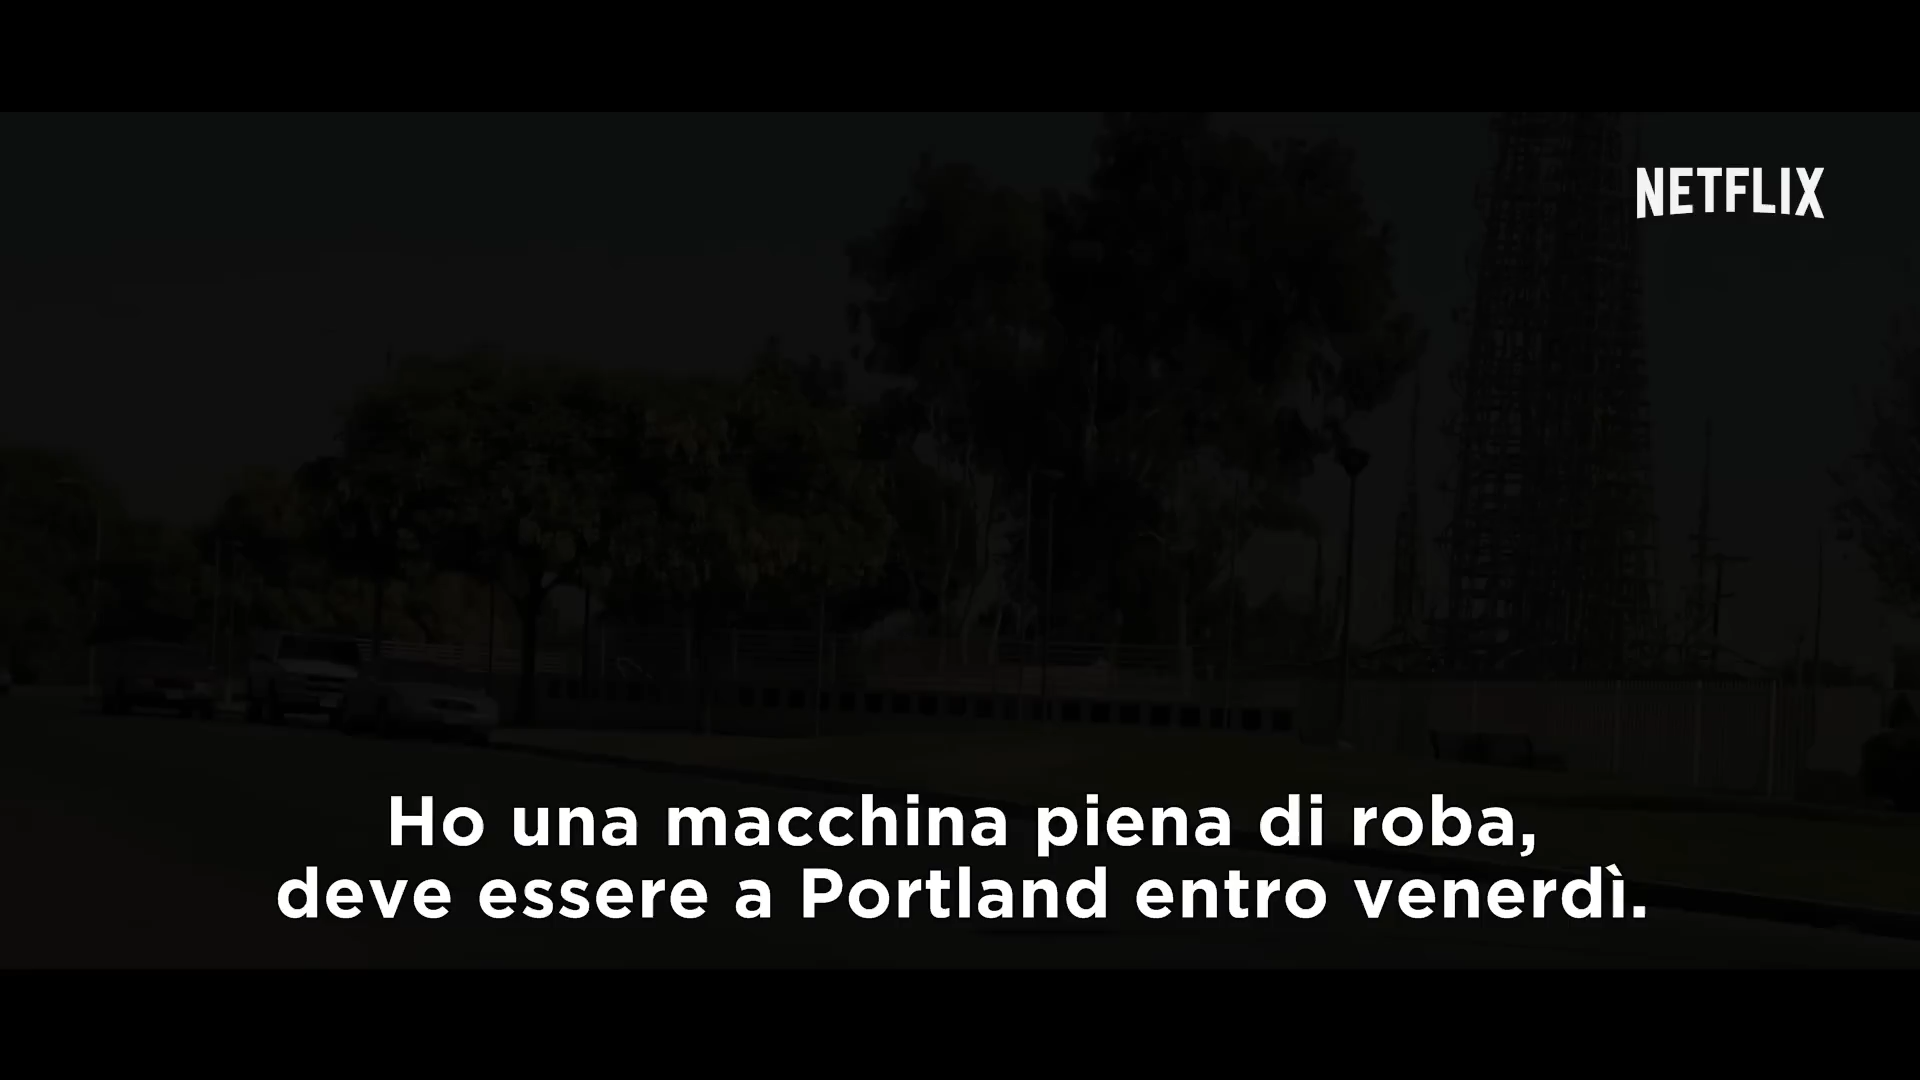 NETFLIX
Ho una macchina piena di roba,
deve essere a Portland entro venerdì.